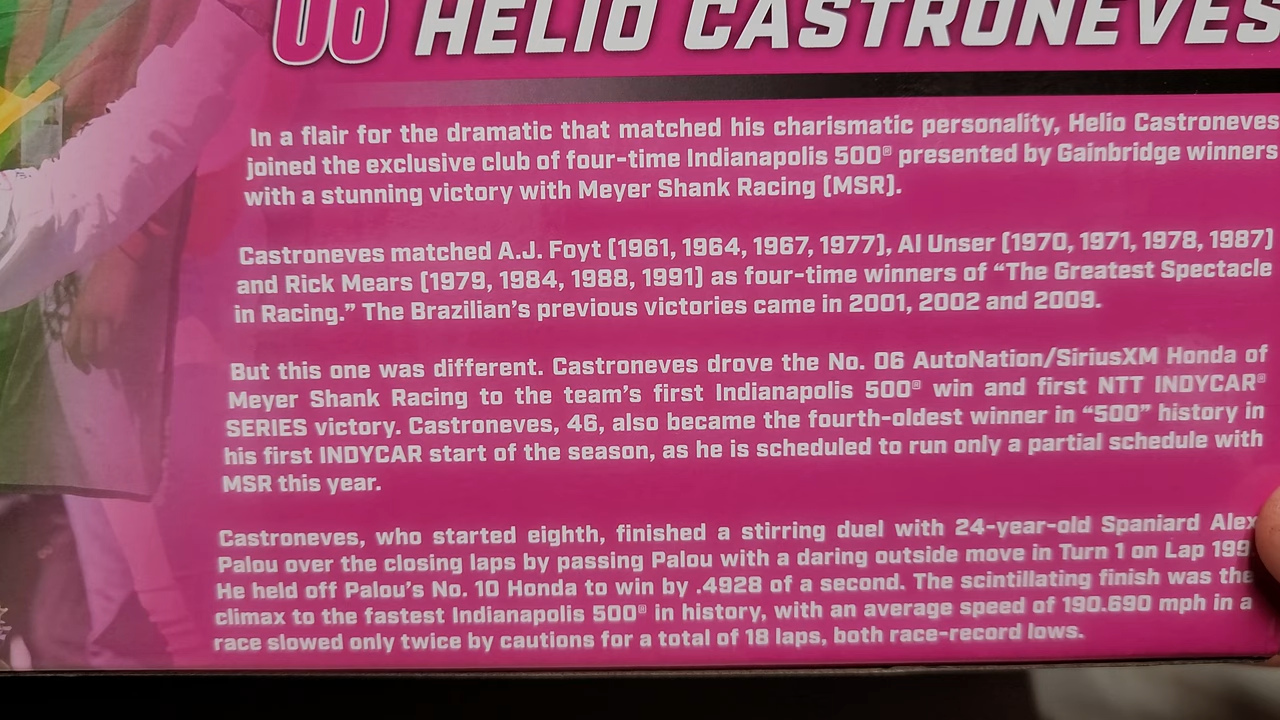 06 HELIO CASTRONEVES
In a flair for the dramatic that matched his charismatic personality, Helio Castroneves
joined the exclusive club of four-time Indianapolis 500® presented by Gainbridge winners
with a stunning victory with Meyer Shank Racing (MSR).
Castroneves matched A.J. Foyt (1961, 1964, 1967, 1977), Al Unser (1970, 1971, 1978, 1987)
and Rick Mears (1979, 1984, 1988, 1991) as four-time winners of “The Greatest Spectacle
in Racing.” The Brazilian’s previous victories came in 2001, 2002 and 2009.
But this one was different. Castroneves drove the No. 06 AutoNation/SiriusXM Honda of
Meyer Shank Racing to the team’s first Indianapolis 500® win and first NTT INDYCAR®
SERIES victory. Castroneves, 46, also became the fourth-oldest winner in “500” history in
his first INDYCAR start of the season, as he is scheduled to run only a partial schedule with
MSR this year.
Castroneves, who started eighth, finished a stirring duel with 24-year-old Spaniard Alex
Palou over the closing laps by passing Palou with a daring outside move in Turn 1 on Lap 199
He held off Palou’s No. 10 Honda to win by .4928 of a second. The scintillating finish was the
climax to the fastest Indianapolis 500® in history, with an average speed of 190.690 mph in a
race slowed only twice by cautions for a total of 18 laps, both race-record lows.